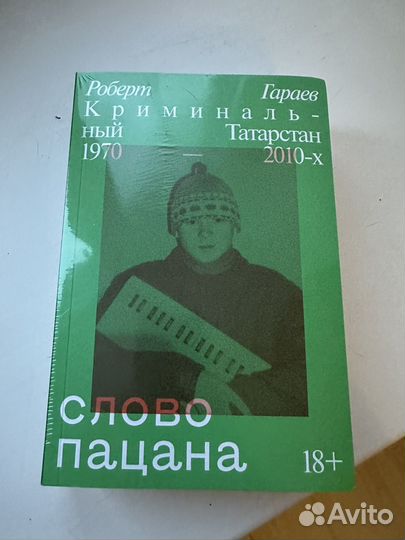 Роберт Гараев
Криминаль-
ный Татарстан
1970 — 2010-х
слово
пацана
18+
Avito